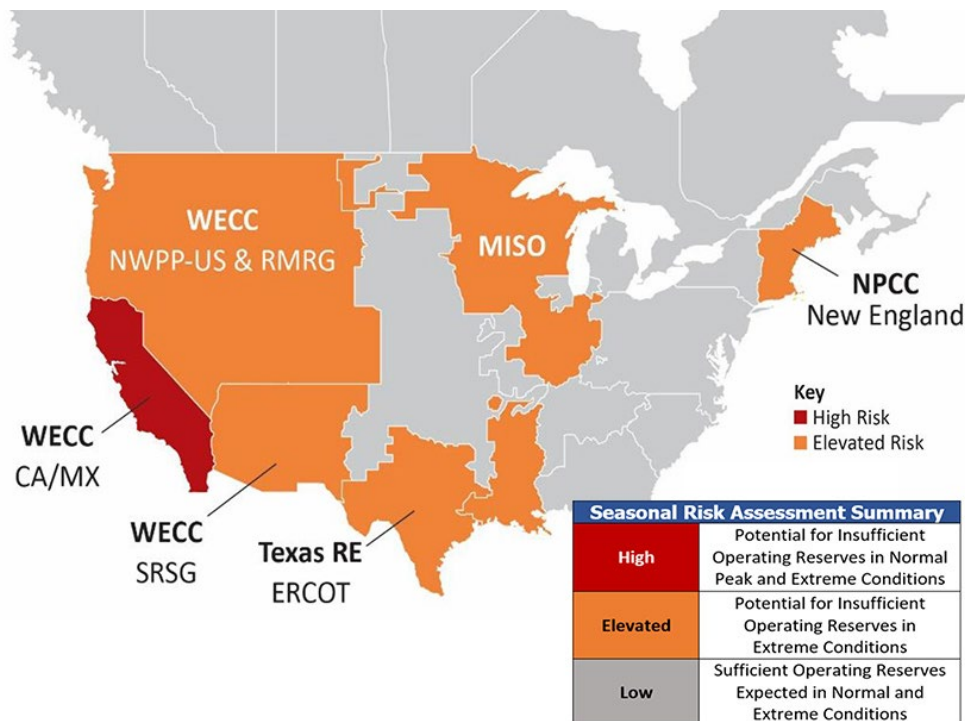 WECC
NWPP-US & RMRG
MISO
NPCC
New England
Key
High Risk
Elevated Risk
WECC
CA/MX
WECC
SRSG
Texas RE
ERCOT
Seasonal Risk Assessment Summary
High
Potential for Insufficient
Operating Reserves in Normal
Peak and Extreme Conditions
Elevated
Potential for Insufficient
Operating Reserves in
Extreme Conditions
Low
Sufficient Operating Reserves
Expected in Normal and
Extreme Conditions